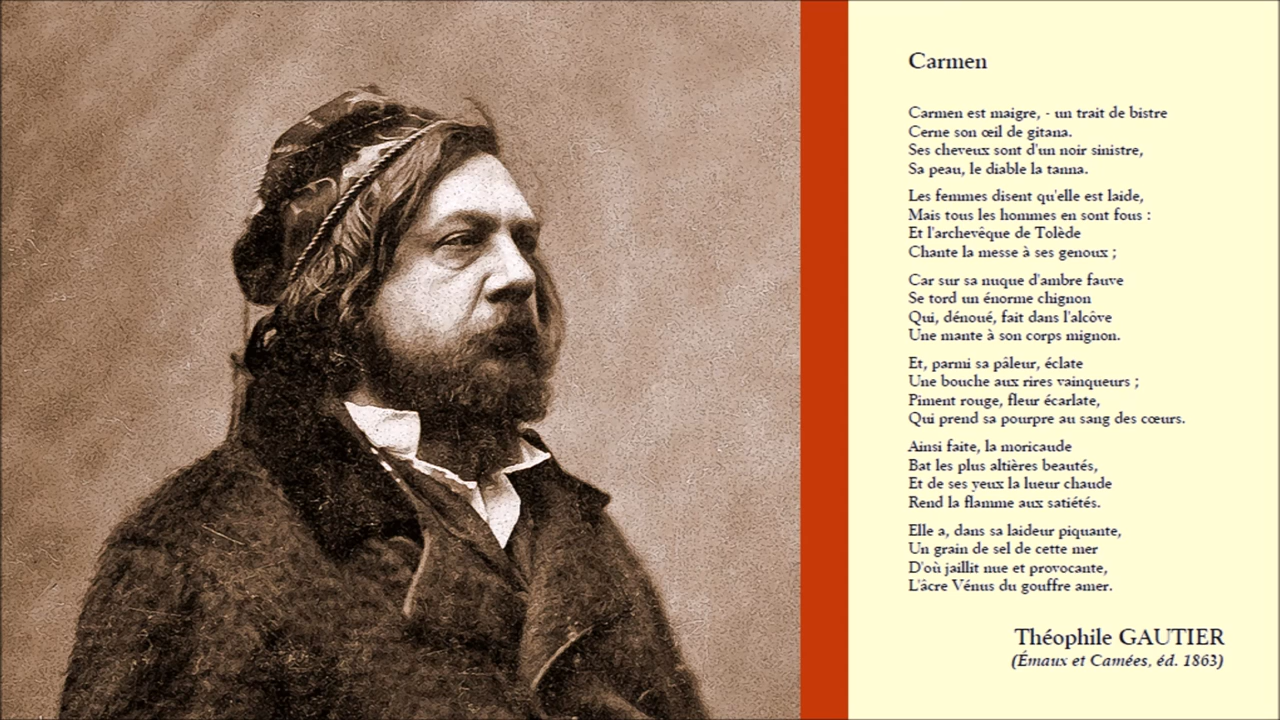 Carmen
Carmen est maigre, - un trait de bistre
Cerne son œil de gitana.
Ses cheveux sont d'un noir sinistre,
Sa peau, le diable la tanna.
Les femmes disent qu'elle est laide,
Mais tous les hommes en sont fous :
Et l'archevêque de Tolède
Chante la messe à ses genoux ;
Car sur sa nuque d'ambre fauve
Se tord un énorme chignon
Qui, dénoué, fait dans l'alcôve
Une mante à son corps mignon.
Et, parmi sa pâleur, éclate
Une bouche aux rires vainqueurs ;
Piment rouge, fleur écarlate,
Qui prend sa pourpre au sang des cœurs.
Ainsi faite, la moricaude
Bat les plus altières beautés,
Et de ses yeux la lueur chaude
Rend la flamme aux satiétés.
Elle a, dans sa laideur piquante,
Un grain de sel de cette mer
D'où jaillit nue et provocante,
L'âcre Vénus du gouffre amer.
Théophile GAUTIER
(Émaux et Camées, éd. 1863)